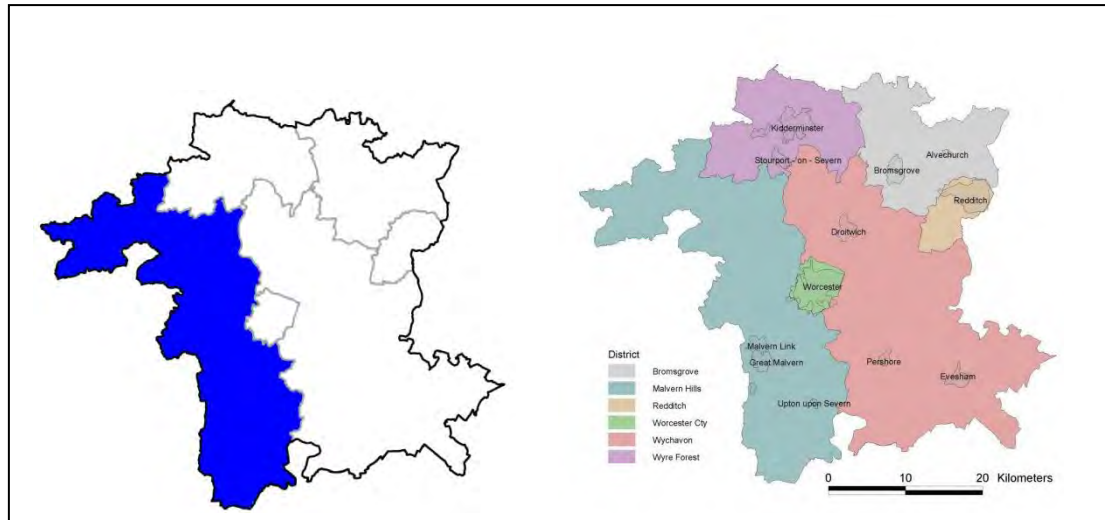 Kidderminster
Stourport - on - Severn
Alvechurch
Bromsgrove
Redditch
Droitwich
Worcester
Malvern Link
Great Malvern
Pershore
Evesham
Upton upon Severn
District
Bromsgrove
Malvern Hills
Redditch
Worcester Cty
Wychavon
Wyre Forest
0 10 20 Kilometers